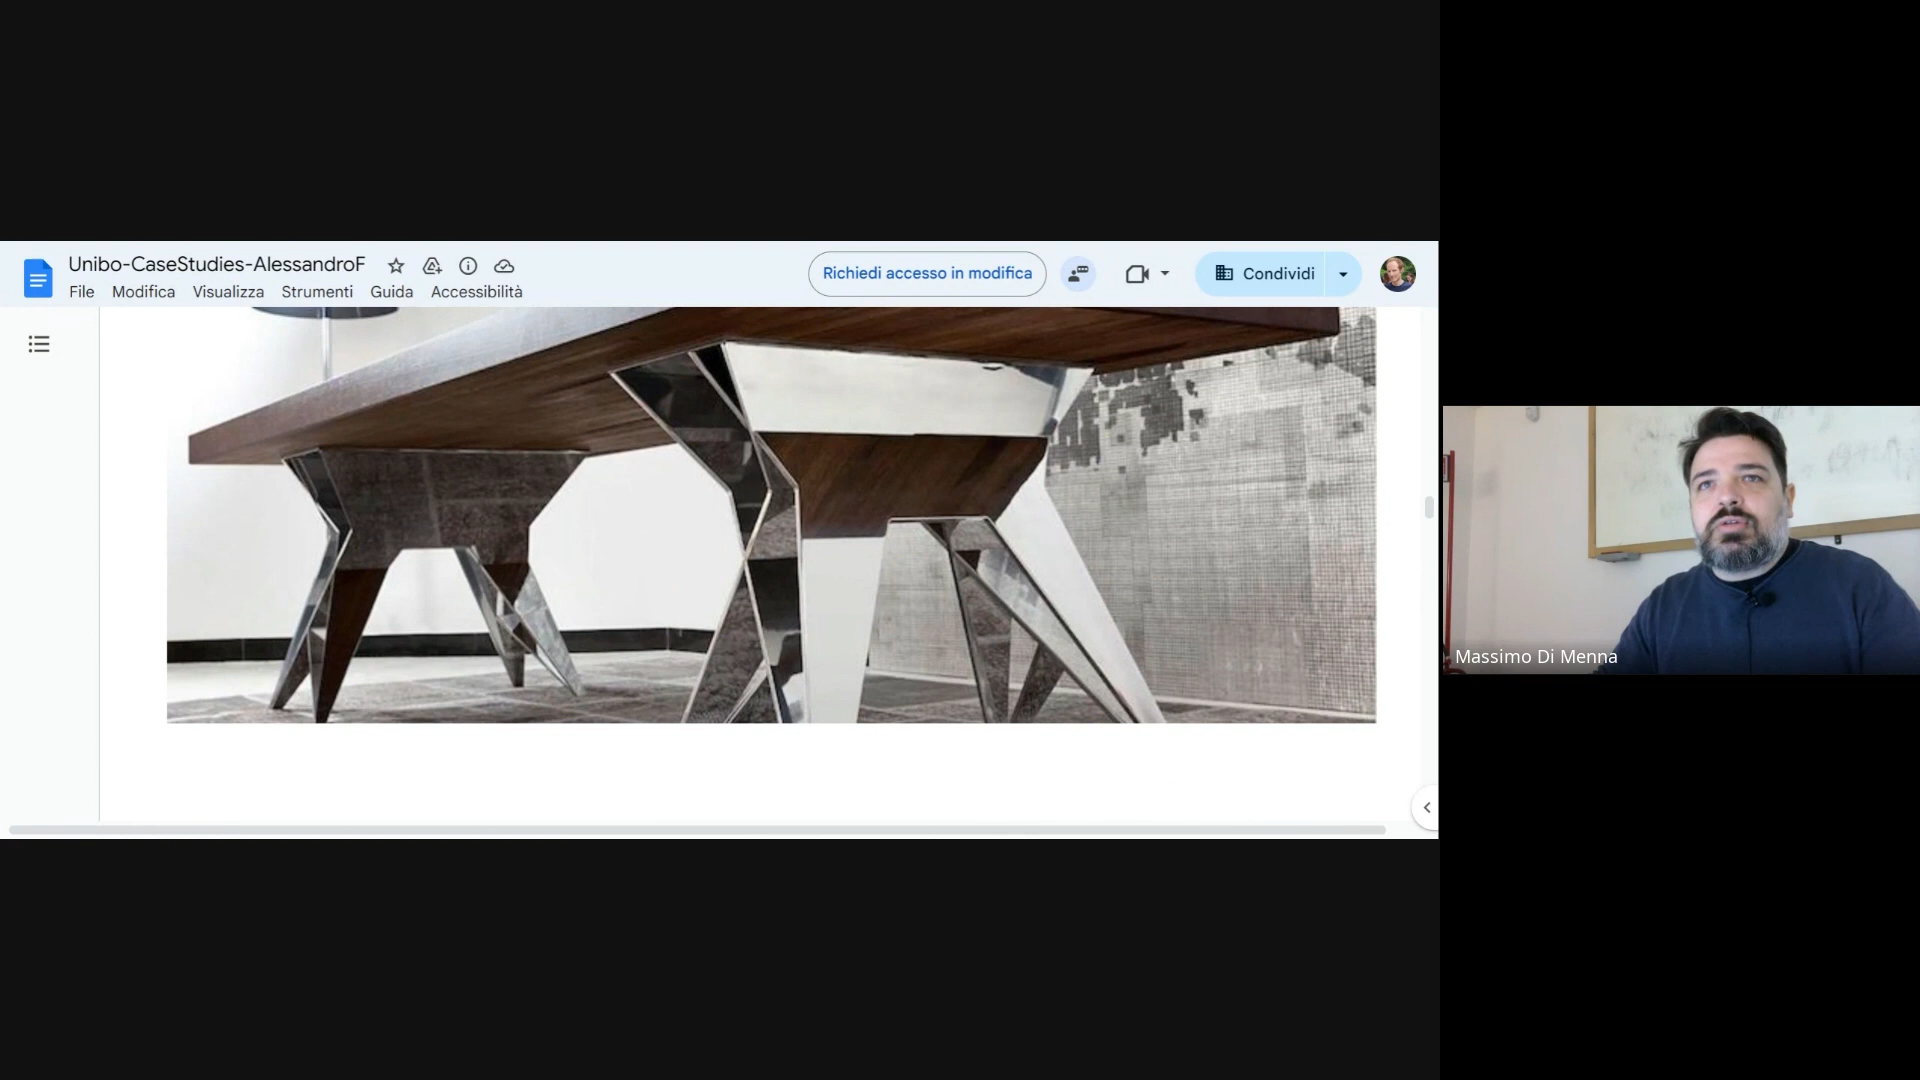 Unibo-CaseStudies-AlessandroF
File Modifica Visualizza Strumenti Guida Accessibilità
Richiedi accesso in modifica
Condividi
Massimo Di Menna